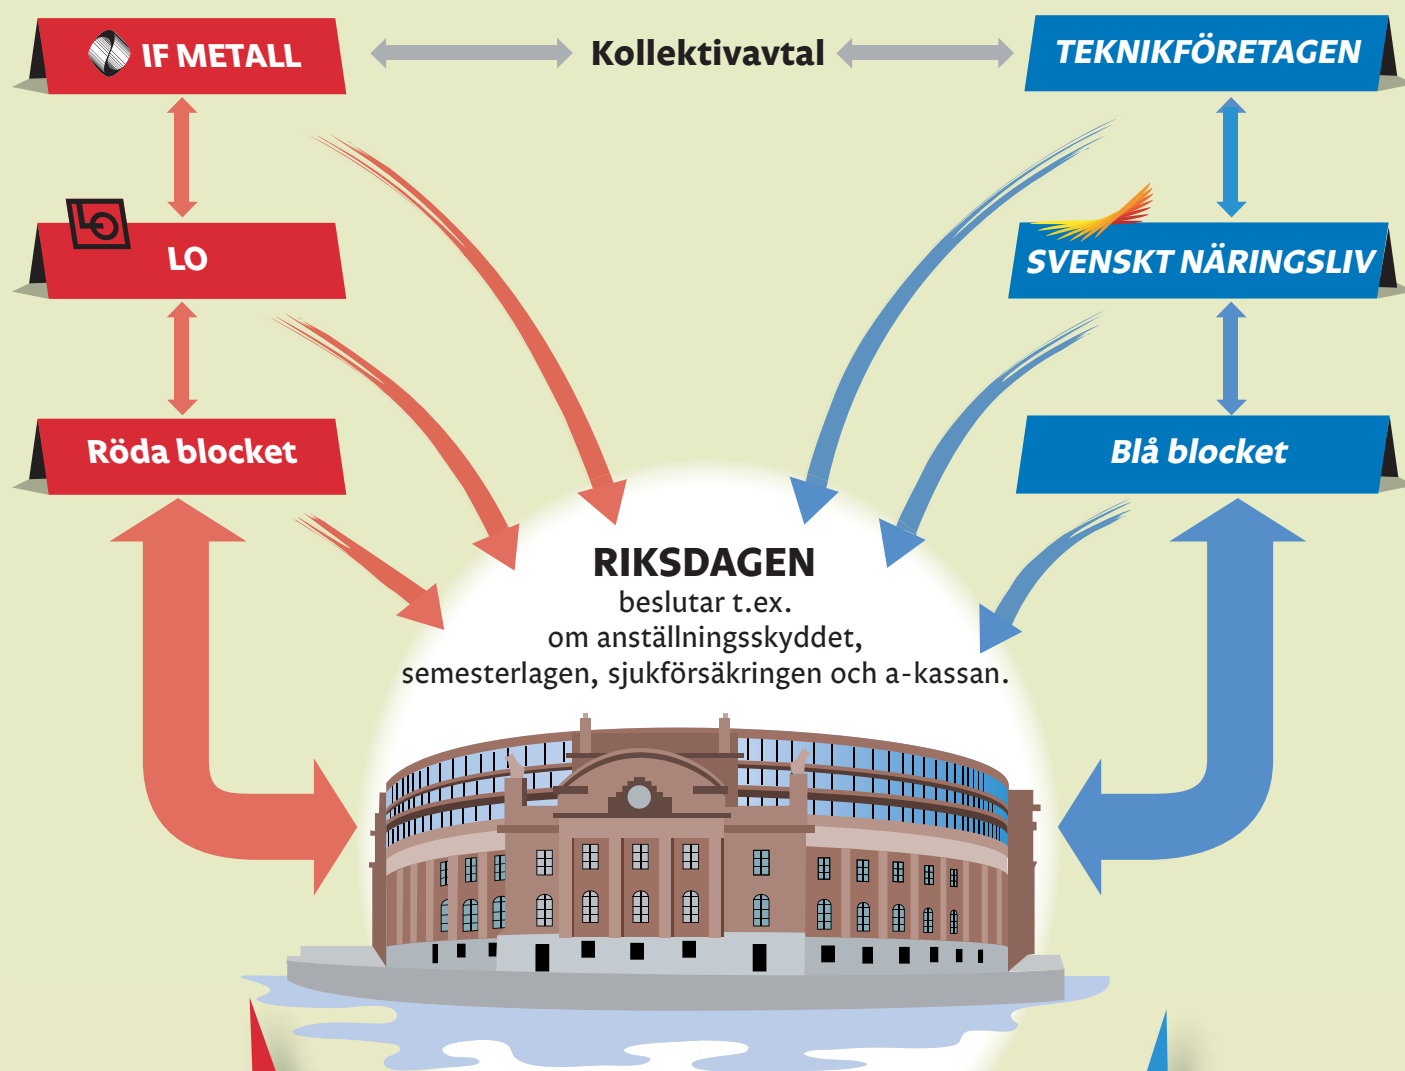 IF METALL
Kollektivavtal
TEKNIKFÖRETAGEN
LO
LO
SVENSKT NÄRINGSLIV
Röda blocket
Blå blocket
RIKSDAGEN
beslutar t.ex.
om anställningsskyddet,
semesterlagen, sjukförsäkringen och a-kassan.